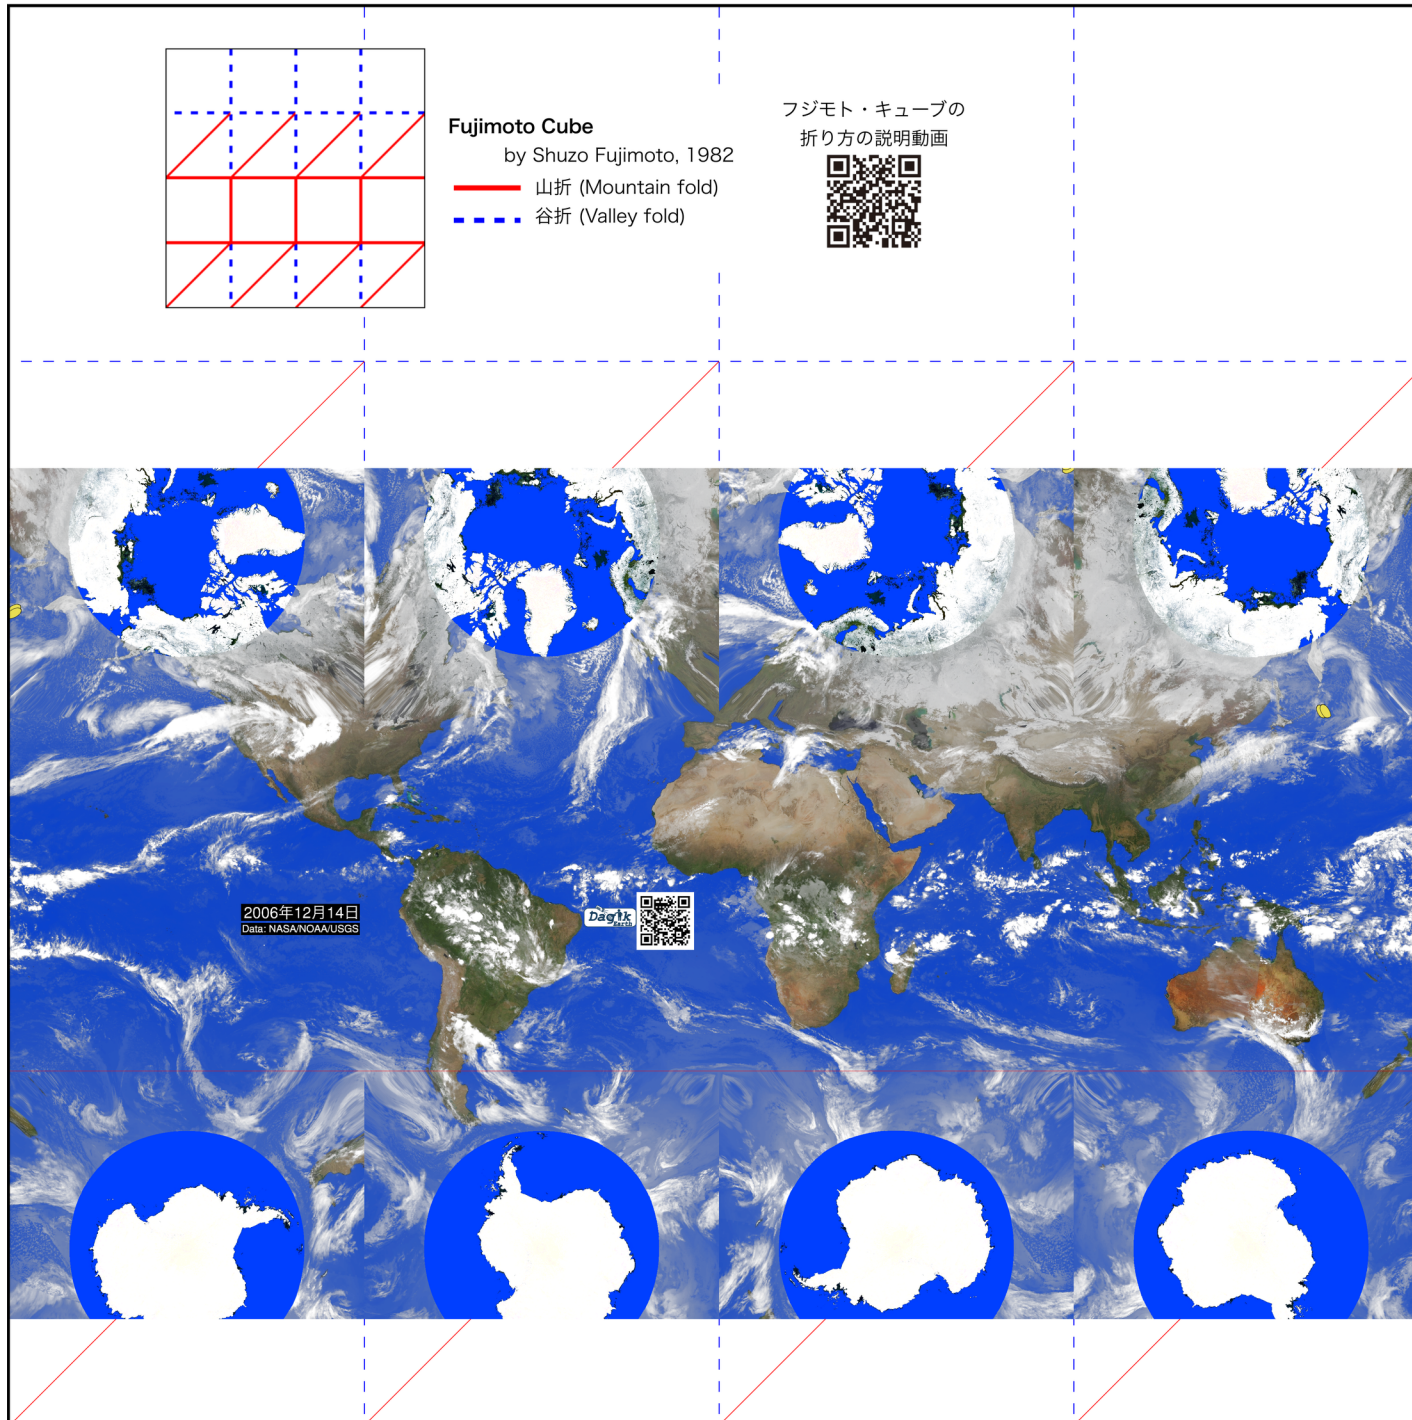 Fujimoto Cube
by Shuzo Fujimoto, 1982
山折 (Mountain fold)
谷折 (Valley fold)
フジモト・キューブの
折り方の説明動画
2006年12月14日
Data: NASA/NOAA/USGS
Dagik
Earth